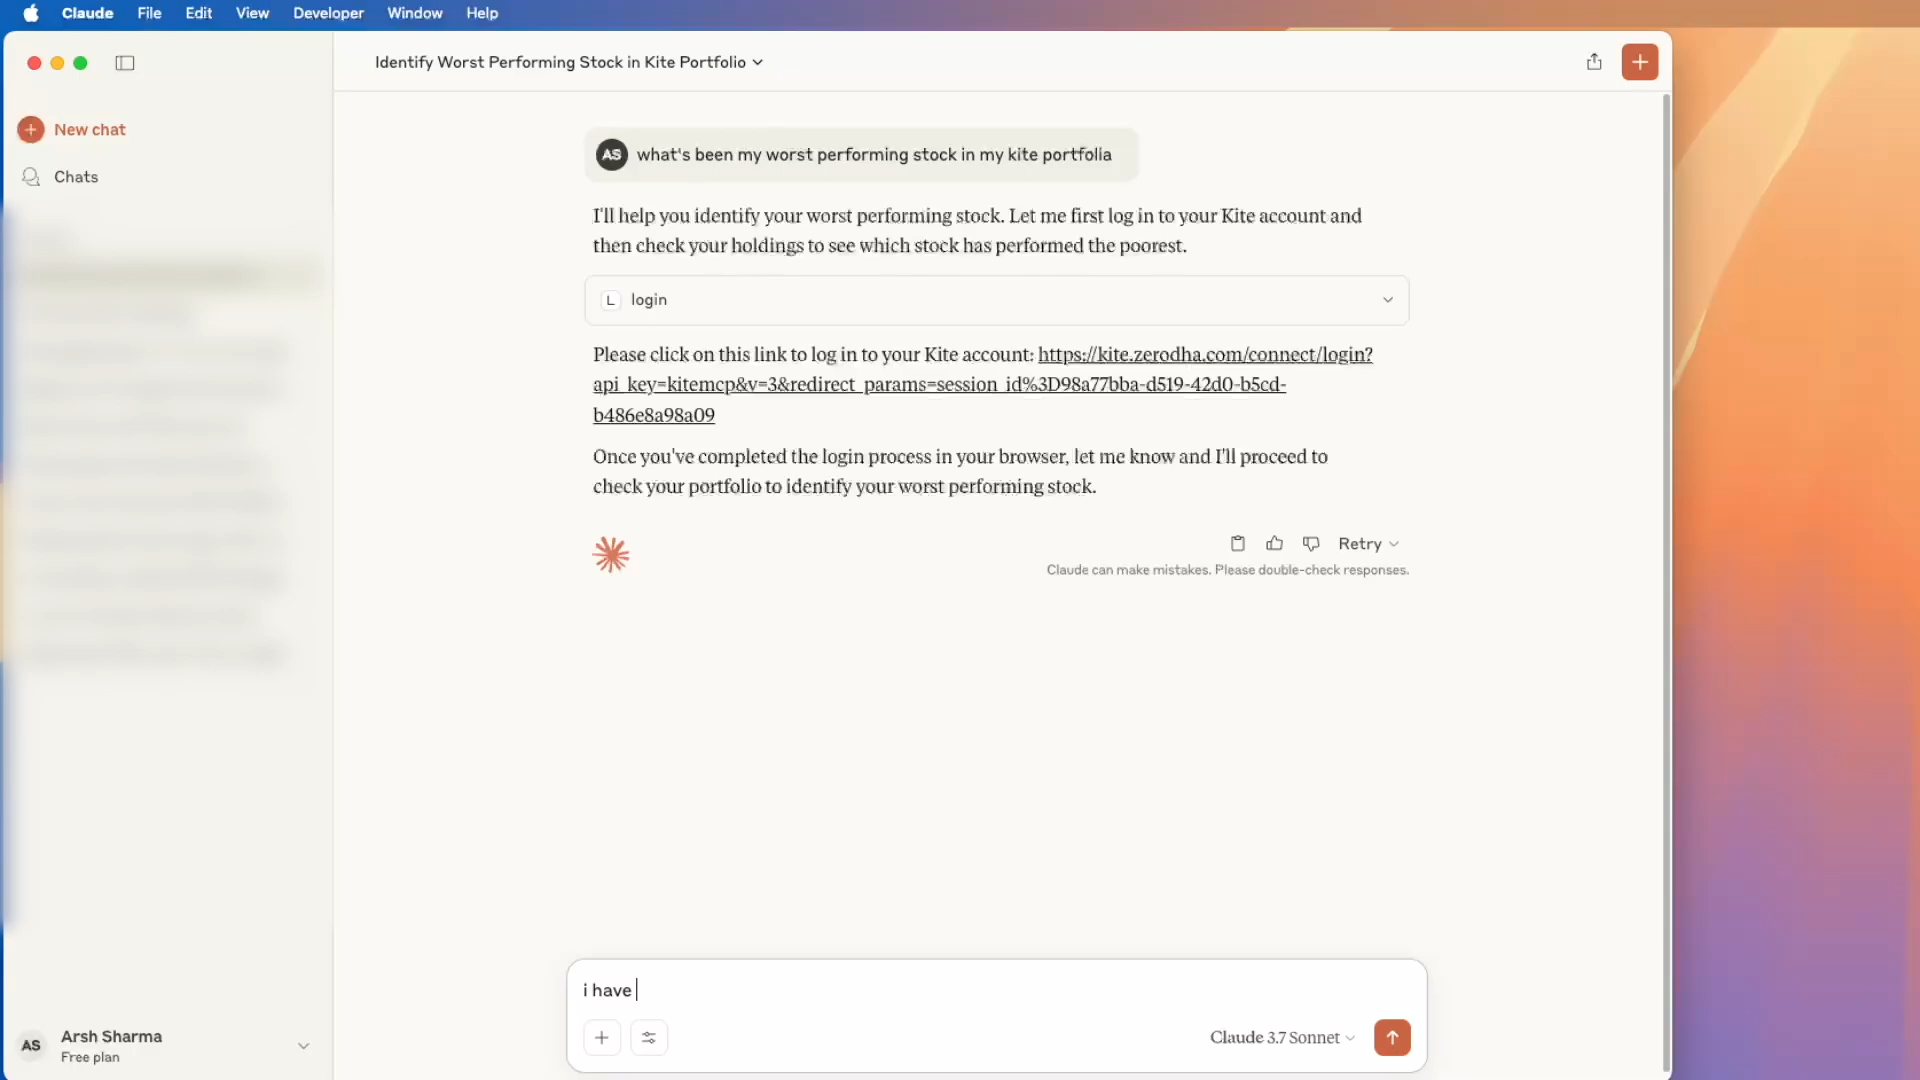 Claude File Edit View Developer Window Help
Identify Worst Performing Stock in Kite Portfolio
New chat
Chats
AS what's been my worst performing stock in my kite portfolia
I'll help you identify your worst performing stock. Let me first log in to your Kite account and
then check your holdings to see which stock has performed the poorest.
L login
Please click on this link to log in to your Kite account: https://kite.zerodha.com/connect/login?
api_key=kitemcp&v=3&redirect_params=session_id%3D98a77bba-d519-42d0-b5cd-
b486e8a98a09
Once you've completed the login process in your browser, let me know and I'll proceed to
check your portfolio to identify your worst performing stock.
Retry
Claude can make mistakes. Please double-check responses.
i have
Claude 3.7 Sonnet
AS Arsh Sharma
Free plan